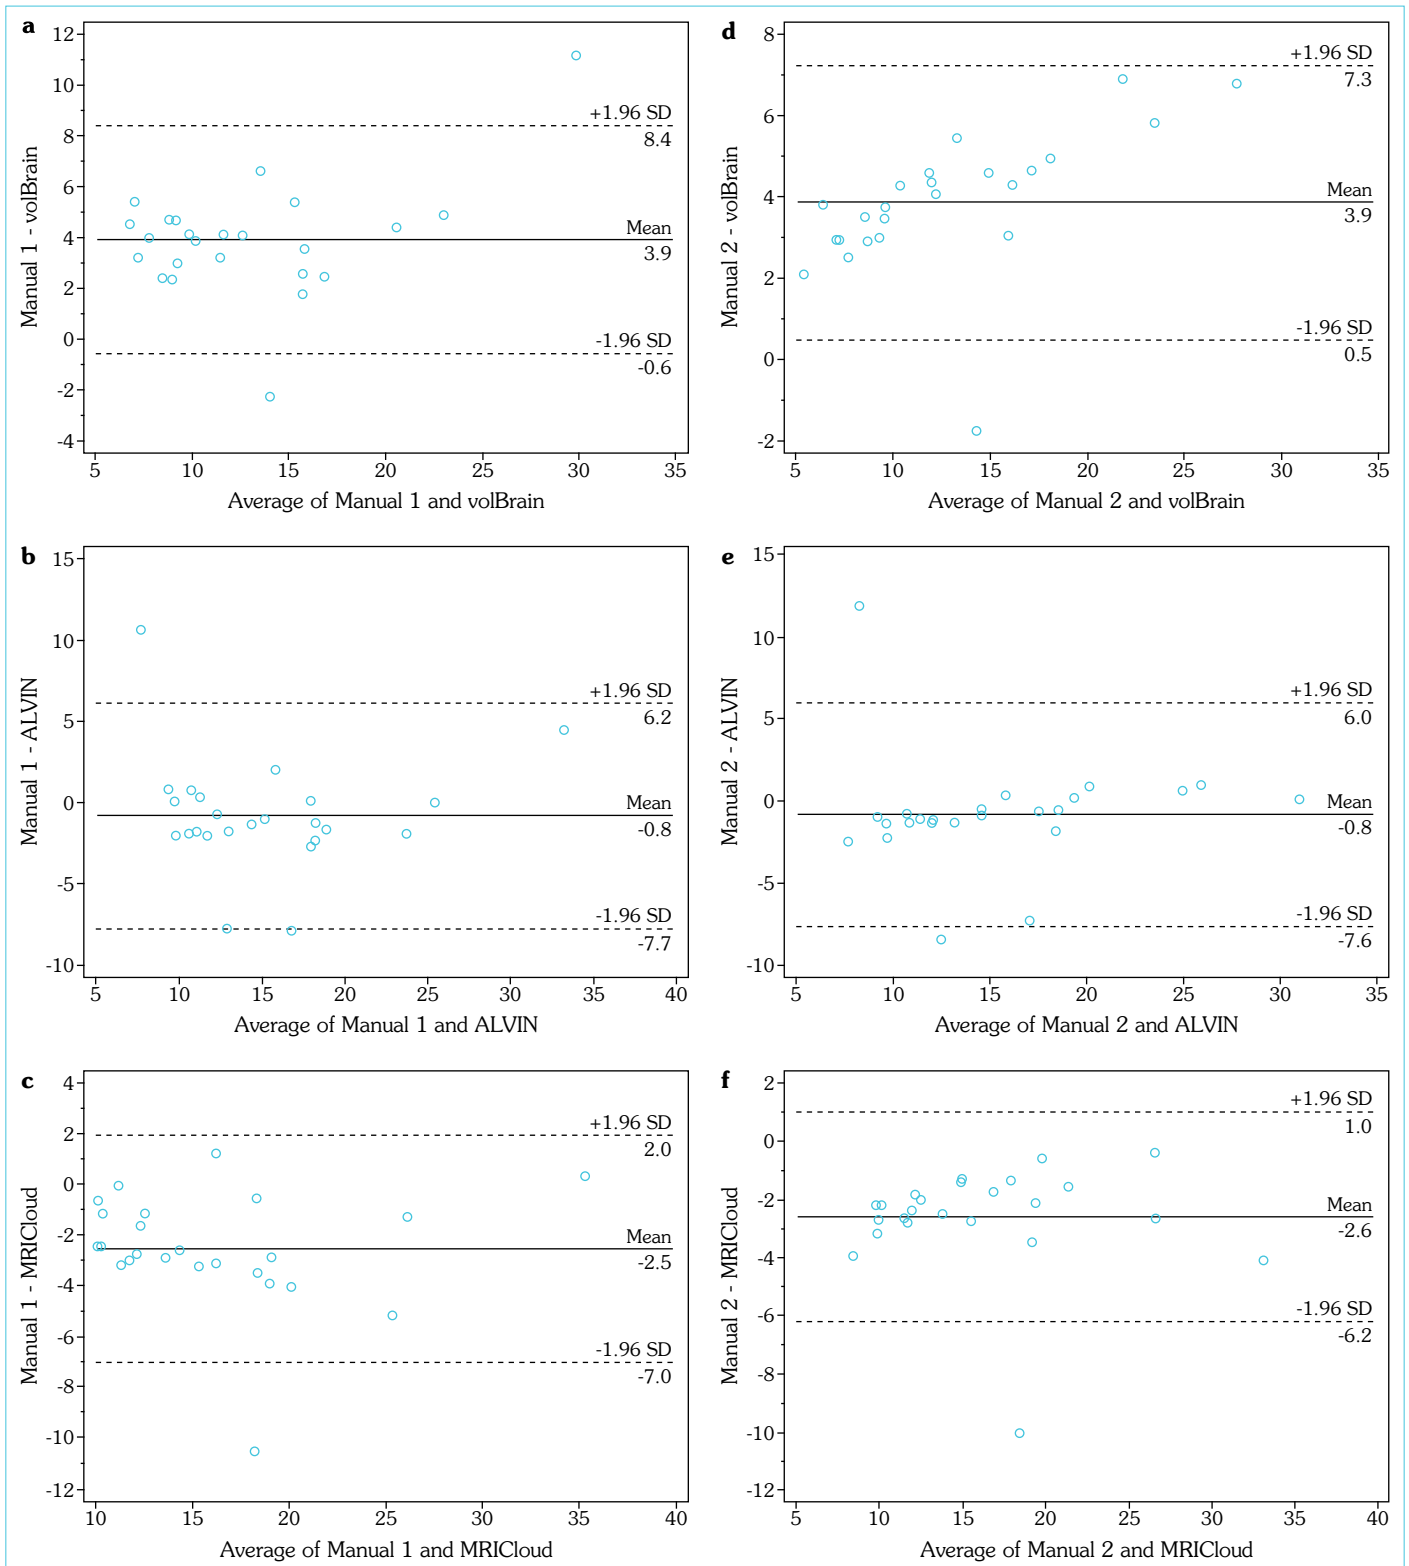 a
Manual 1 - volBrain
12
10
8
6
4
2
0
-2
-4
+1.96 SD
8.4
Mean
3.9
-1.96 SD
-0.6
5 10 15 20 25 30 35
Average of Manual 1 and volBrain
d
Manual 2 - volBrain
8
6
4
2
0
-2
+1.96 SD
7.3
Mean
3.9
-1.96 SD
0.5
5 10 15 20 25 30 35
Average of Manual 2 and volBrain
b
Manual 1 - ALVIN
15
10
5
0
-5
-10
+1.96 SD
6.2
Mean
-0.8
-1.96 SD
-7.7
5 10 15 20 25 30 35 40
Average of Manual 1 and ALVIN
e
Manual 2 - ALVIN
15
10
5
0
-5
-10
+1.96 SD
6.0
Mean
-0.8
-1.96 SD
-7.6
5 10 15 20 25 30 35
Average of Manual 2 and ALVIN
c
Manual 1 - MRICloud
4
2
0
-2
-4
-6
-8
-10
-12
+1.96 SD
2.0
Mean
-2.5
-1.96 SD
-7.0
10 15 20 25 30 35 40
Average of Manual 1 and MRICloud
f
Manual 2 - MRICloud
2
0
-2
-4
-6
-8
-10
-12
+1.96 SD
1.0
Mean
-2.6
-1.96 SD
-6.2
5 10 15 20 25 30 35 40
Average of Manual 2 and MRICloud